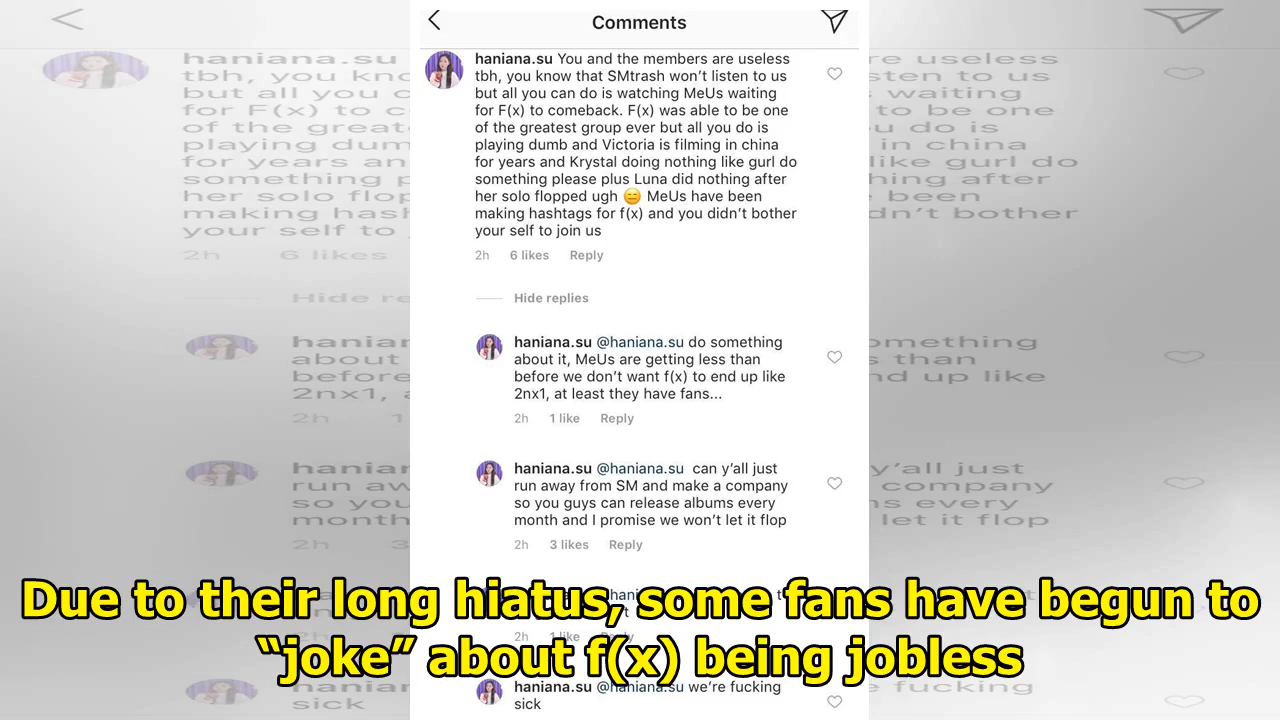 Comments
haniana.su You and the members are useless
tbh, you know that SMtrash won't listen to us
but all you can do is watching MeUs waiting
for F(x) to comeback. F(x) was able to be one
of the greatest group ever but all you do is
playing dumb and Victoria is filming in china
for years and Krystal doing nothing like gurl do
something please plus Luna did nothing after
her solo flopped ugh 😑 MeUs have been
making hashtags for f(x) and you didn't bother
your self to join us
2h 6 likes Reply
Hide replies
haniana.su @haniana.su do something
about it, MeUs are getting less than
before we don't want f(x) to end up like
2nx1, at least they have fans...
2h 1 like Reply
haniana.su @haniana.su can y'all just
run away from SM and make a company
so you guys can release albums every
month and I promise we won't let it flop
2h 3 likes Reply
Due to their long hiatus, some fans have begun to
"joke" about f(x) being jobless
2h 1 like Reply
haniana.su @haniana.su we're fucking
sick